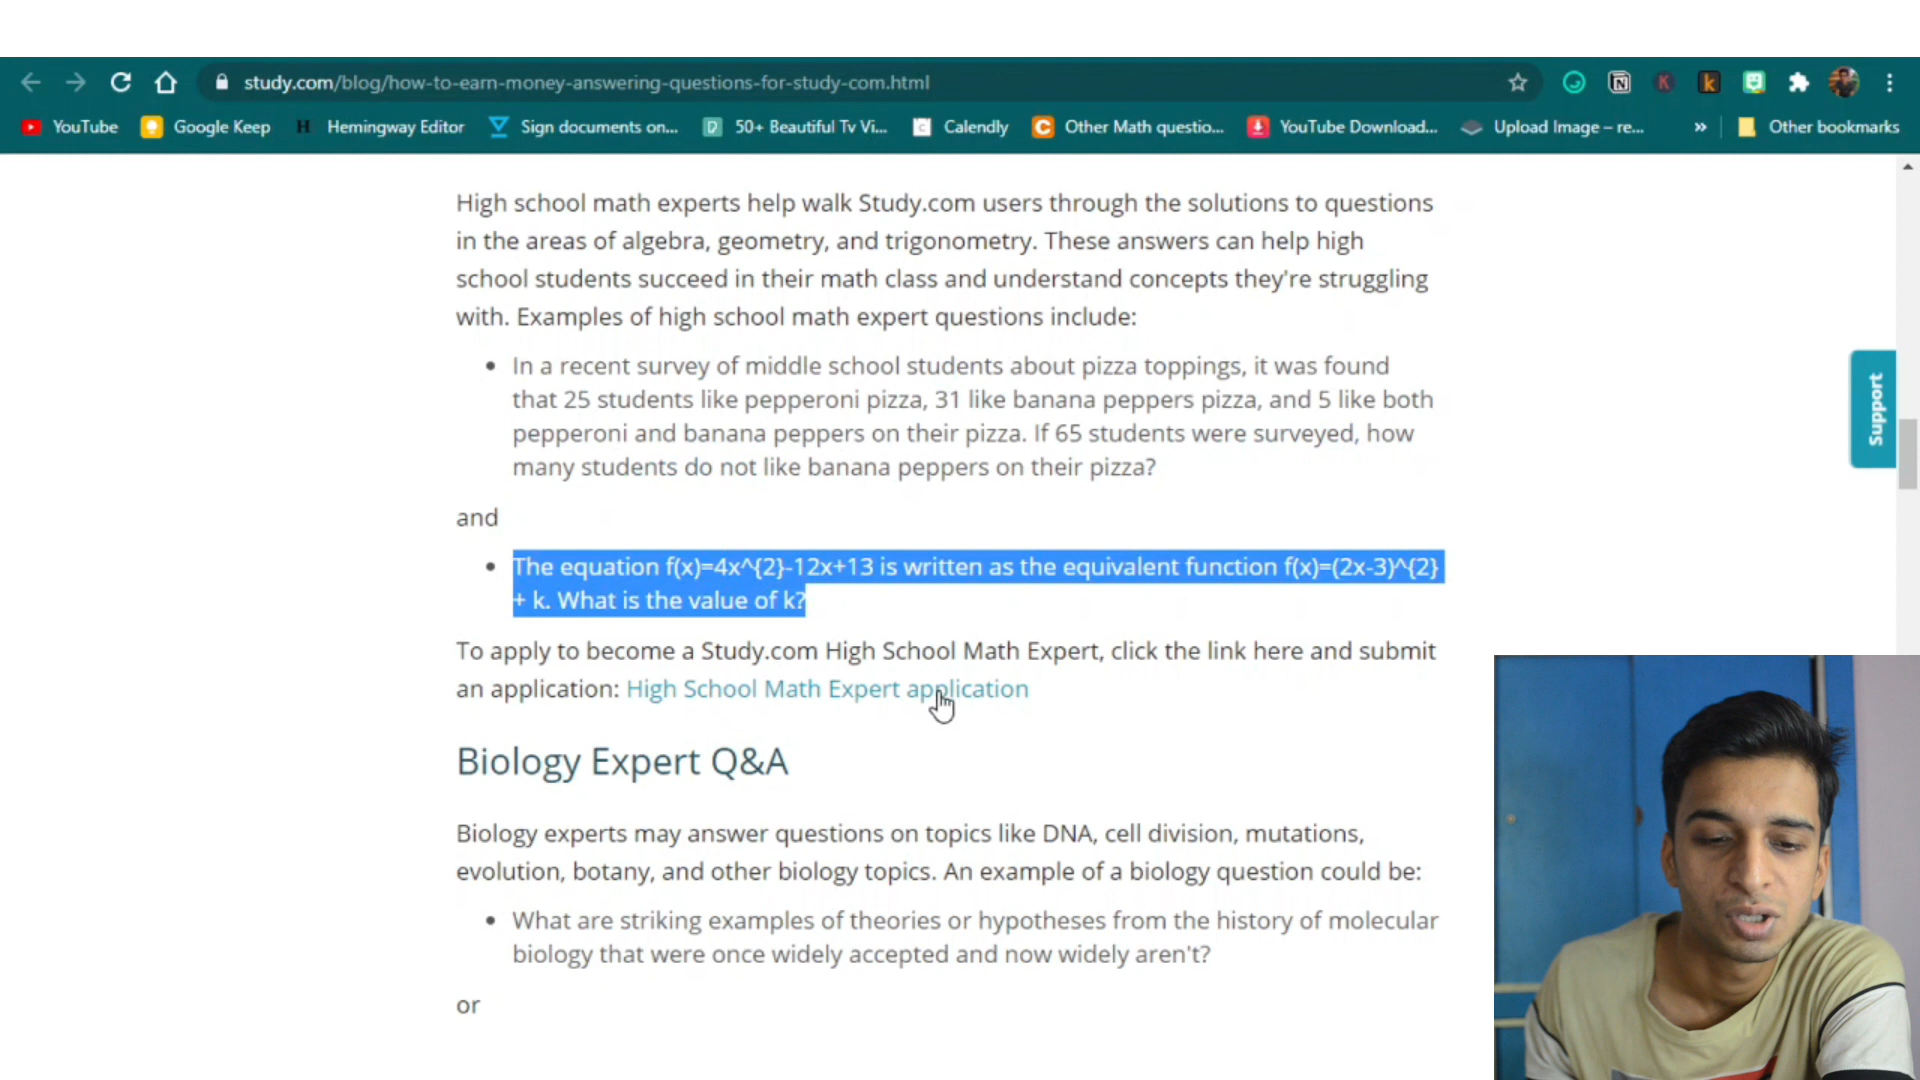 study.com/blog/how-to-earn-money-answering-questions-for-study-com.html
YouTube Google Keep H Hemingway Editor Sign documents on... 50+ Beautiful Tv Vi... Calendly Other Math questio... YouTube Download... Upload Image – re... » Other bookmarks
High school math experts help walk Study.com users through the solutions to questions
in the areas of algebra, geometry, and trigonometry. These answers can help high
school students succeed in their math class and understand concepts they're struggling
with. Examples of high school math expert questions include:
• In a recent survey of middle school students about pizza toppings, it was found
that 25 students like pepperoni pizza, 31 like banana peppers pizza, and 5 like both
pepperoni and banana peppers on their pizza. If 65 students were surveyed, how
many students do not like banana peppers on their pizza?
Support
and
• The equation f(x)=4x^{2}-12x+13 is written as the equivalent function f(x)=(2x-3)^{2}
+ k. What is the value of k?
To apply to become a Study.com High School Math Expert, click the link here and submit
an application: High School Math Expert application
Biology Expert Q&A
Biology experts may answer questions on topics like DNA, cell division, mutations,
evolution, botany, and other biology topics. An example of a biology question could be:
• What are striking examples of theories or hypotheses from the history of molecular
biology that were once widely accepted and now widely aren't?
or